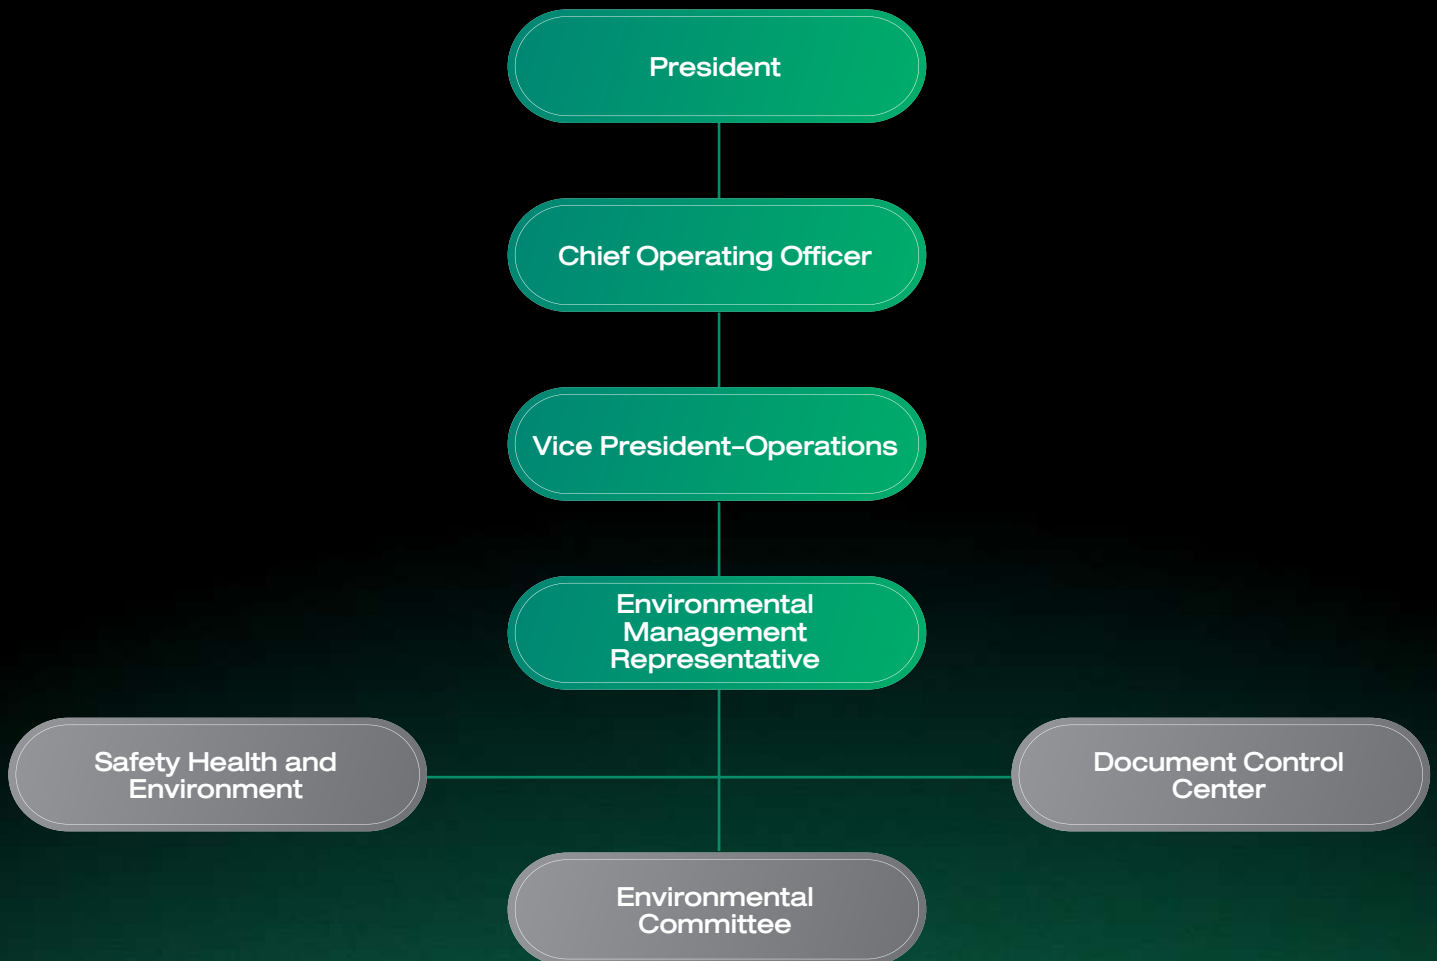 President
Chief Operating Officer
Vice President-Operations
Environmental
Management
Representative
Safety Health and
Environment
Document Control
Center
Environmental
Committee